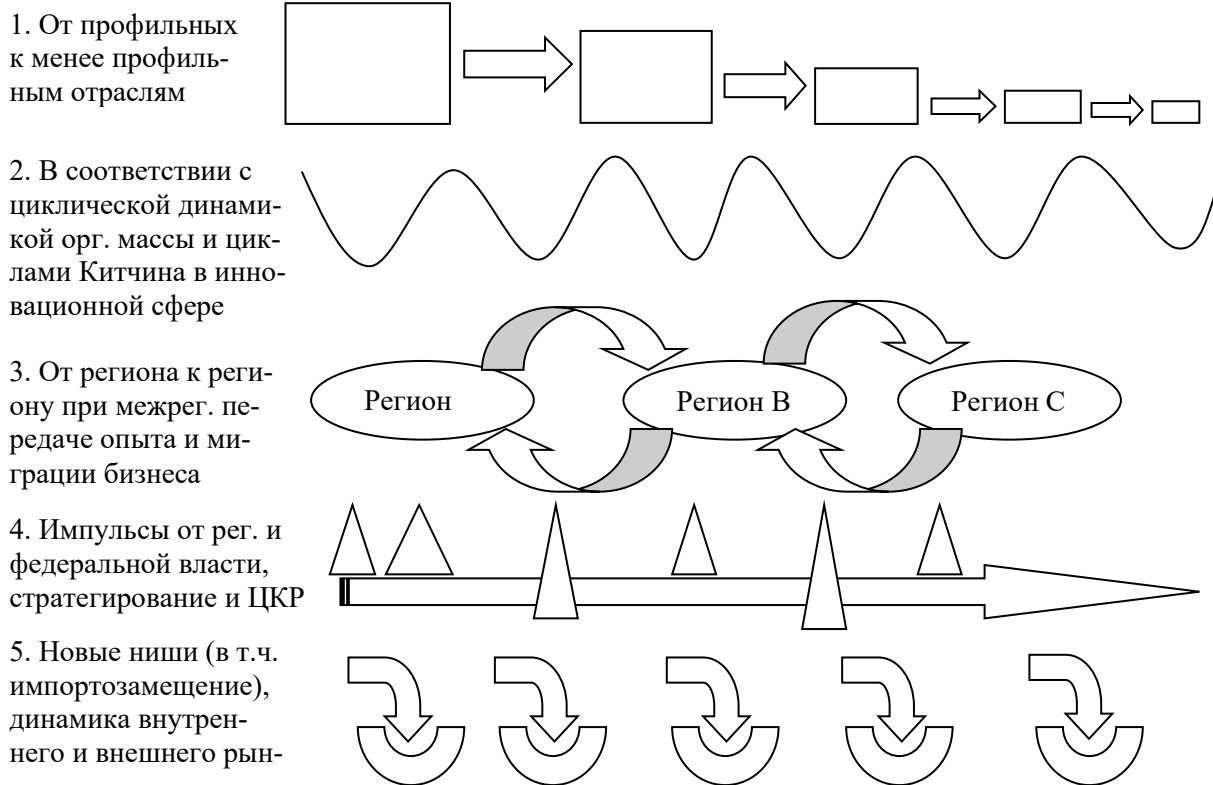 1. От профильных
к менее профиль-
ным отраслям
2. В соответствии с
циклической динами-
кой орг. массы и цик-
лами Китчина в инно-
вационной сфере
3. От региона к реги-
ону при межрег. пе-
редаче опыта и ми-
грации бизнеса
Регион
Регион В
Регион С
4. Импульсы от рег. и
федеральной власти,
стратегирование и ЦКР
5. Новые ниши (в т.ч.
импортозамещение),
динамика внутрен-
него и внешнего рын-